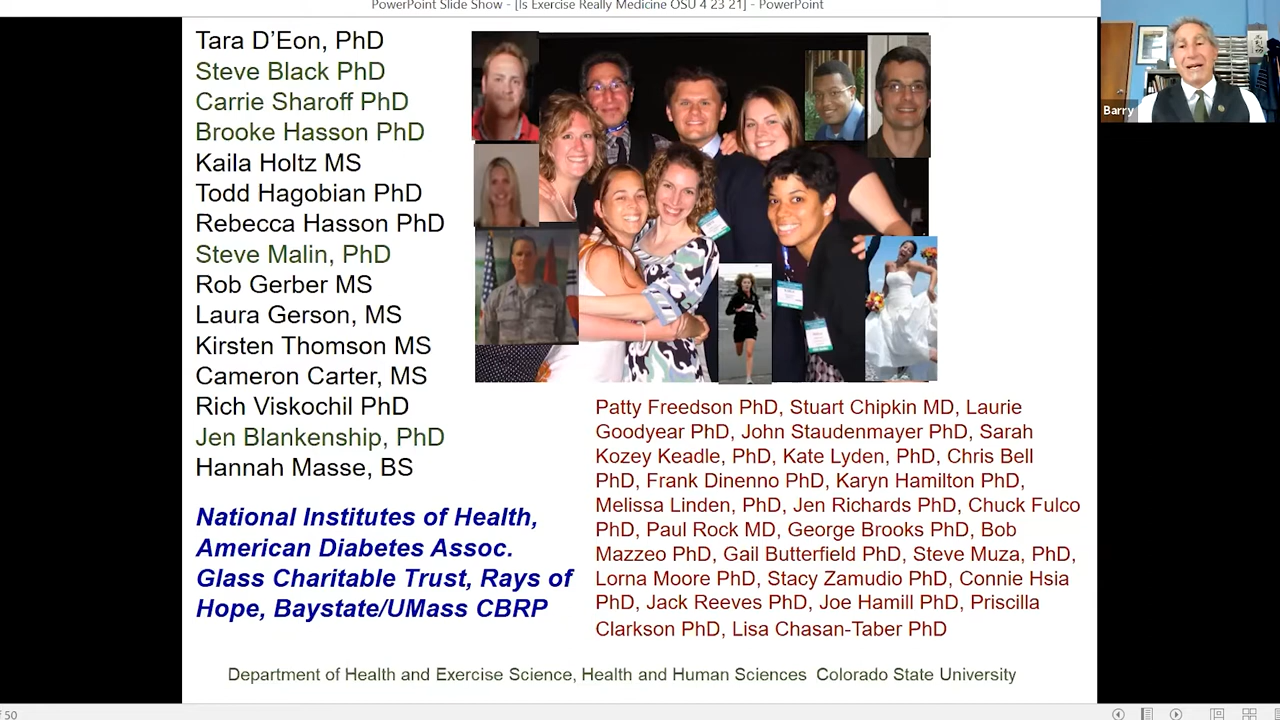 PowerPoint Slide Show - [Is Exercise Really Medicine OSU 4 23 21] - PowerPoint
Tara D'Eon, PhD
Steve Black PhD
Carrie Sharoff PhD
Brooke Hasson PhD
Kaila Holtz MS
Todd Hagobian PhD
Rebecca Hasson PhD
Steve Malin, PhD
Rob Gerber MS
Laura Gerson, MS
Kirsten Thomson MS
Cameron Carter, MS
Rich Viskochil PhD
Jen Blankenship, PhD
Hannah Masse, BS
National Institutes of Health,
American Diabetes Assoc.
Glass Charitable Trust, Rays of
Hope, Baystate/UMass CBRP
Barry
Patty Freedson PhD, Stuart Chipkin MD, Laurie
Goodyear PhD, John Staudenmayer PhD, Sarah
Kozey Keadle, PhD, Kate Lyden, PhD, Chris Bell
PhD, Frank Dinenno PhD, Karyn Hamilton PhD,
Melissa Linden, PhD, Jen Richards PhD, Chuck Fulco
PhD, Paul Rock MD, George Brooks PhD, Bob
Mazzeo PhD, Gail Butterfield PhD, Steve Muza, PhD,
Lorna Moore PhD, Stacy Zamudio PhD, Connie Hsia
PhD, Jack Reeves PhD, Joe Hamill PhD, Priscilla
Clarkson PhD, Lisa Chasan-Taber PhD
Department of Health and Exercise Science, Health and Human Sciences Colorado State University
of 50